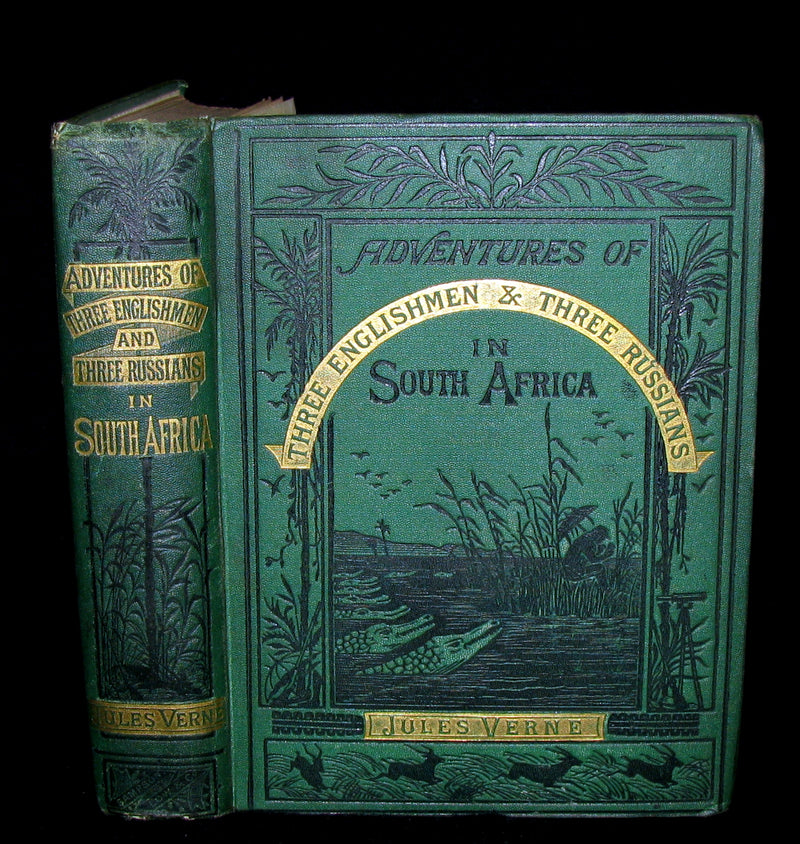 ADVENTURES OF
THREE ENGLISHMEN
AND
THREE RUSSIANS
IN
SOUTH AFRICA
JULES VERNE
ADVENTURES OF
THREE ENGLISHMEN & THREE RUSSIANS
IN
SOUTH AFRICA
JULES VERNE